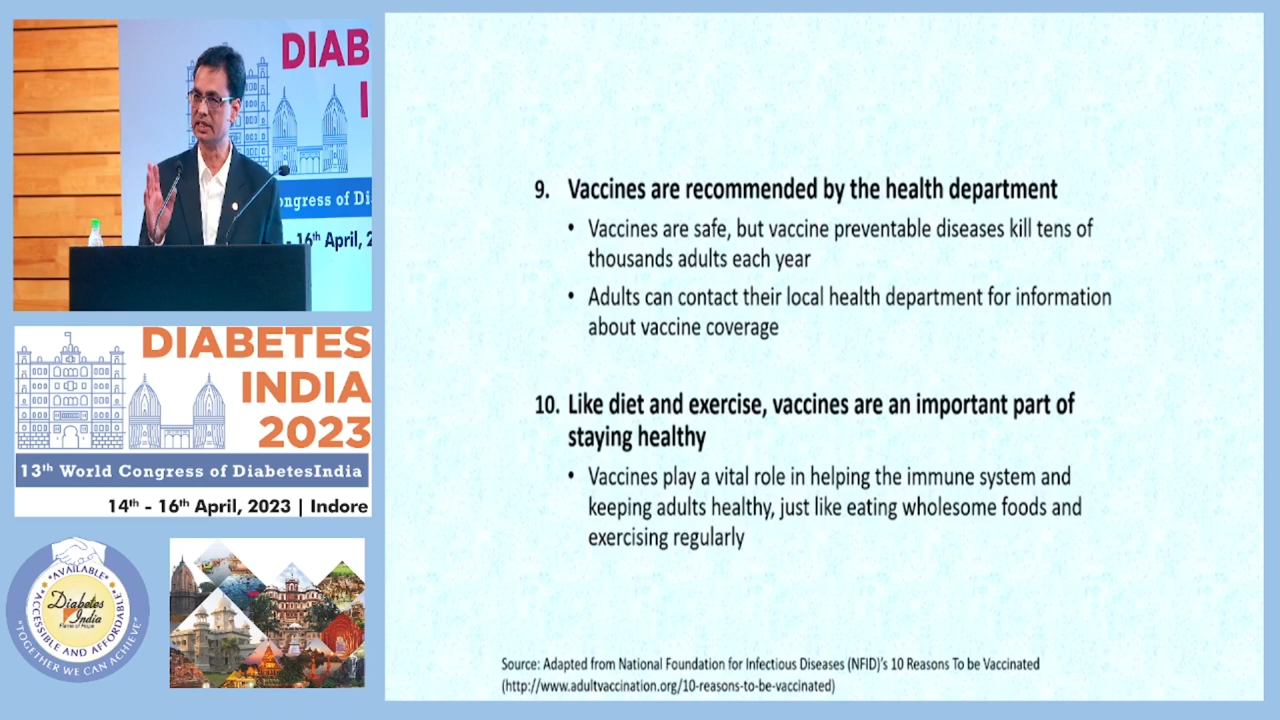 DIAB
I
ongress of Di
- 16th April, 2
DIABETES
INDIA
2023
13th World Congress of DiabetesIndia
14th - 16th April, 2023 | Indore
"AVAILABLE"
"ACCESSIBLE AND AFFORDABLE"
"TOGETHER WE CAN ACHIEVE"
Diabetes
India
9. Vaccines are recommended by the health department
• Vaccines are safe, but vaccine preventable diseases kill tens of
thousands adults each year
• Adults can contact their local health department for information
about vaccine coverage
10. Like diet and exercise, vaccines are an important part of
staying healthy
• Vaccines play a vital role in helping the immune system and
keeping adults healthy, just like eating wholesome foods and
exercising regularly
Source: Adapted from National Foundation for Infectious Diseases (NFID)'s 10 Reasons To be Vaccinated
(http://www.adultvaccination.org/10-reasons-to-be-vaccinated)